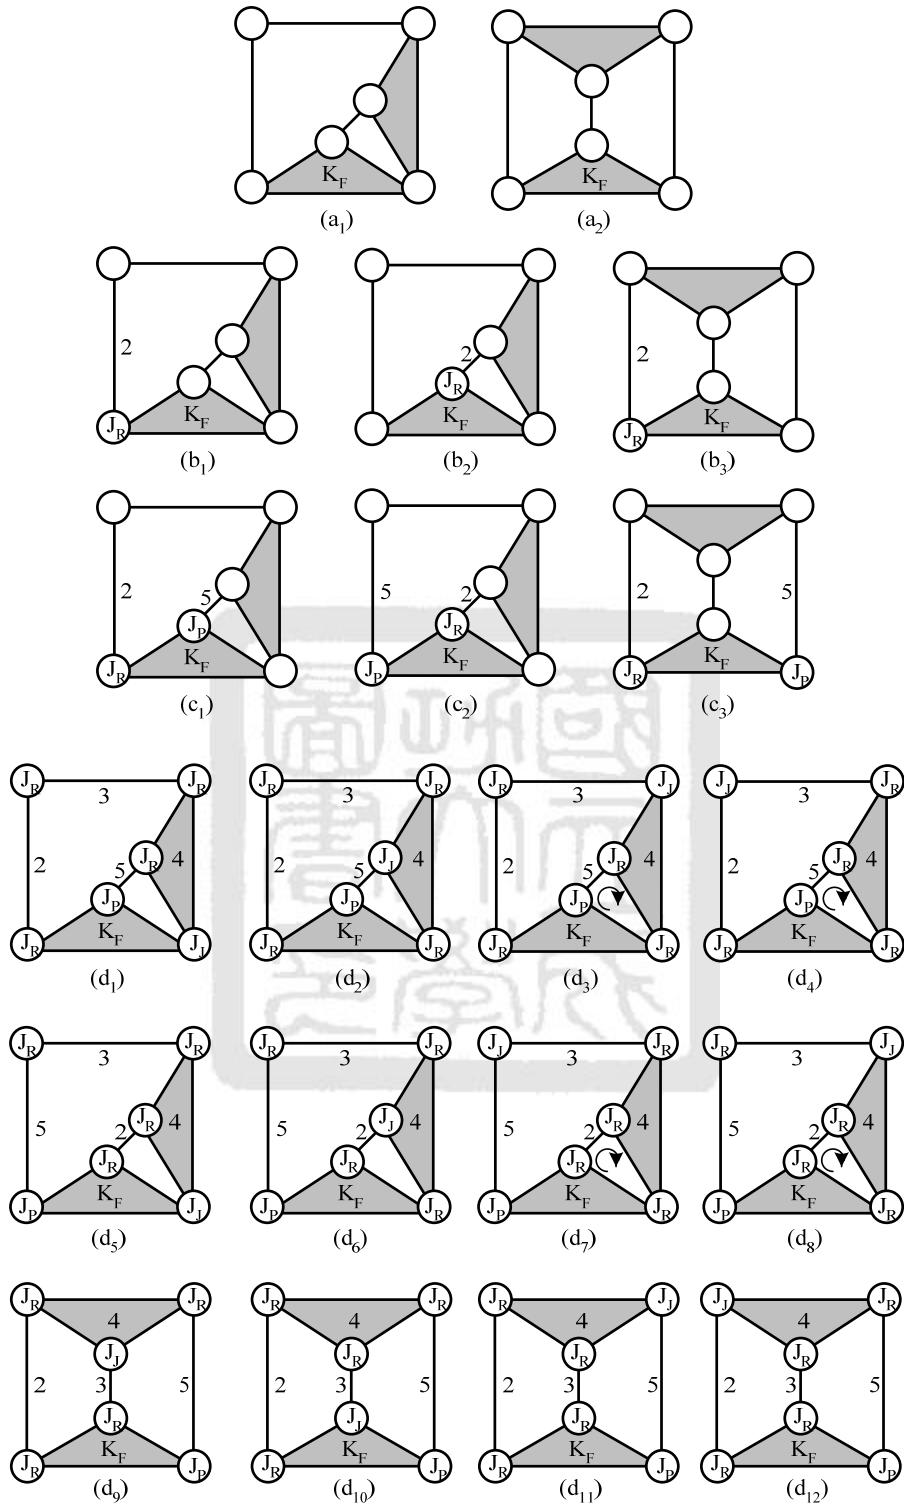 K_F
(a_1) (a_2)
K_F
2
J_R K_F
(b_1)
2
J_R
K_F
(b_2)
2
K_F
J_R
(b_3)
2 5
J_P
J_R K_F
(c_1)
5 2
J_R
J_P K_F
(c_2)
2 5
K_F
J_R J_P
(c_3)
J_R J_R
3
J_R 4
2 5
J_P
K_F
J_R J_J
(d_1)
J_R J_R
3
J_J 4
2 5
J_P
K_F
J_R J_R
(d_2)
J_R J_J
3
J_R 4
2 5
J_P
K_F
J_R J_R
(d_3)
J_J J_R
3
J_R 4
2 5
J_P
K_F
J_R J_R
(d_4)
J_R J_R
3
J_R 4
5 2
J_R
K_F
J_P J_J
(d_5)
J_R J_R
3
J_J 4
5 2
J_R
K_F
J_P J_R
(d_6)
J_J J_R
3
J_R 4
5 2
J_R
K_F
J_P J_R
(d_7)
J_R J_J
3
J_R 4
5 2
J_R
K_F
J_P J_R
(d_8)
J_R J_R
4
J_J
2 3 5
J_R
K_F
J_R J_P
(d_9)
J_R J_R
4
J_R
2 3 5
J_J
K_F
J_R J_P
(d_10)
J_R J_J
4
J_R
2 3 5
J_R
K_F
J_R J_P
(d_11)
J_J J_R
4
J_R
2 3 5
J_R
K_F
J_R J_P
(d_12)